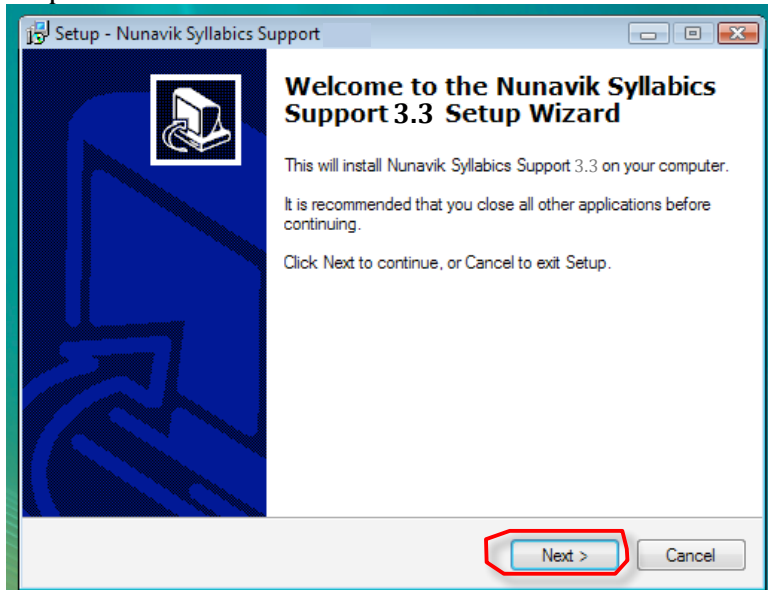 Setup - Nunavik Syllabics Support
Welcome to the Nunavik Syllabics
Support 3.3 Setup Wizard
This will install Nunavik Syllabics Support 3.3 on your computer.
It is recommended that you close all other applications before
continuing.
Click Next to continue, or Cancel to exit Setup.
Next >
Cancel